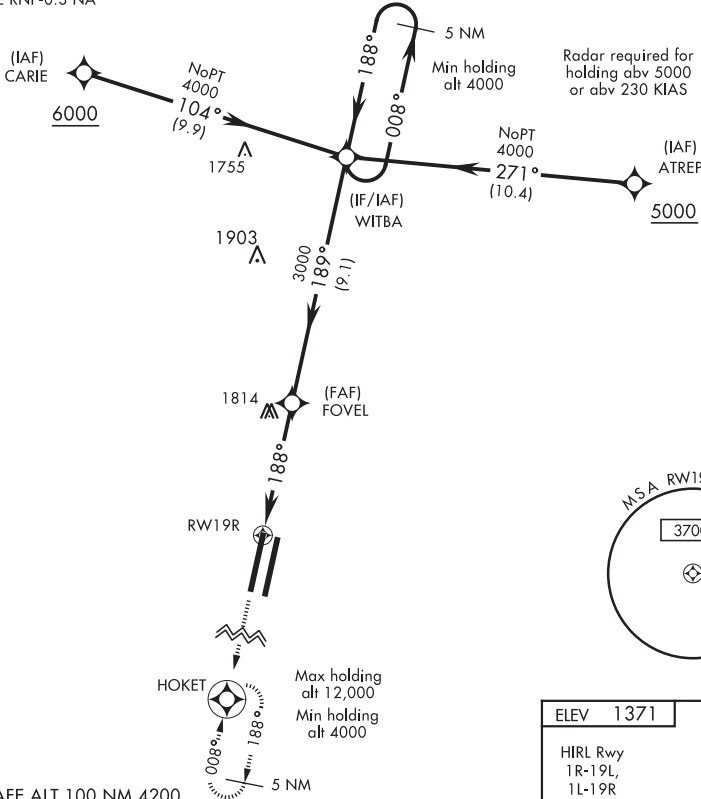 RNP-0.3 NA
5 NM
(IAF)
CARIE
6000
NoPT
4000
104°
(9.9)
188°
008°
Min holding
alt 4000
Radar required for
holding abv 5000
or abv 230 KIAS
NoPT
4000
271°
(10.4)
(IAF)
ATREP
5000
1755
(IF/IAF)
WITBA
1903
3000
189°
(9.1)
1814
(FAF)
FOVEL
188°
RW19R
MSA RW19
370
HOKET
Max holding
alt 12,000
Min holding
alt 4000
008°
188°
5 NM
ELEV 1371
HIRL Rwy
1R-19L,
1L-19R
AFE ALT 100 NM 4200